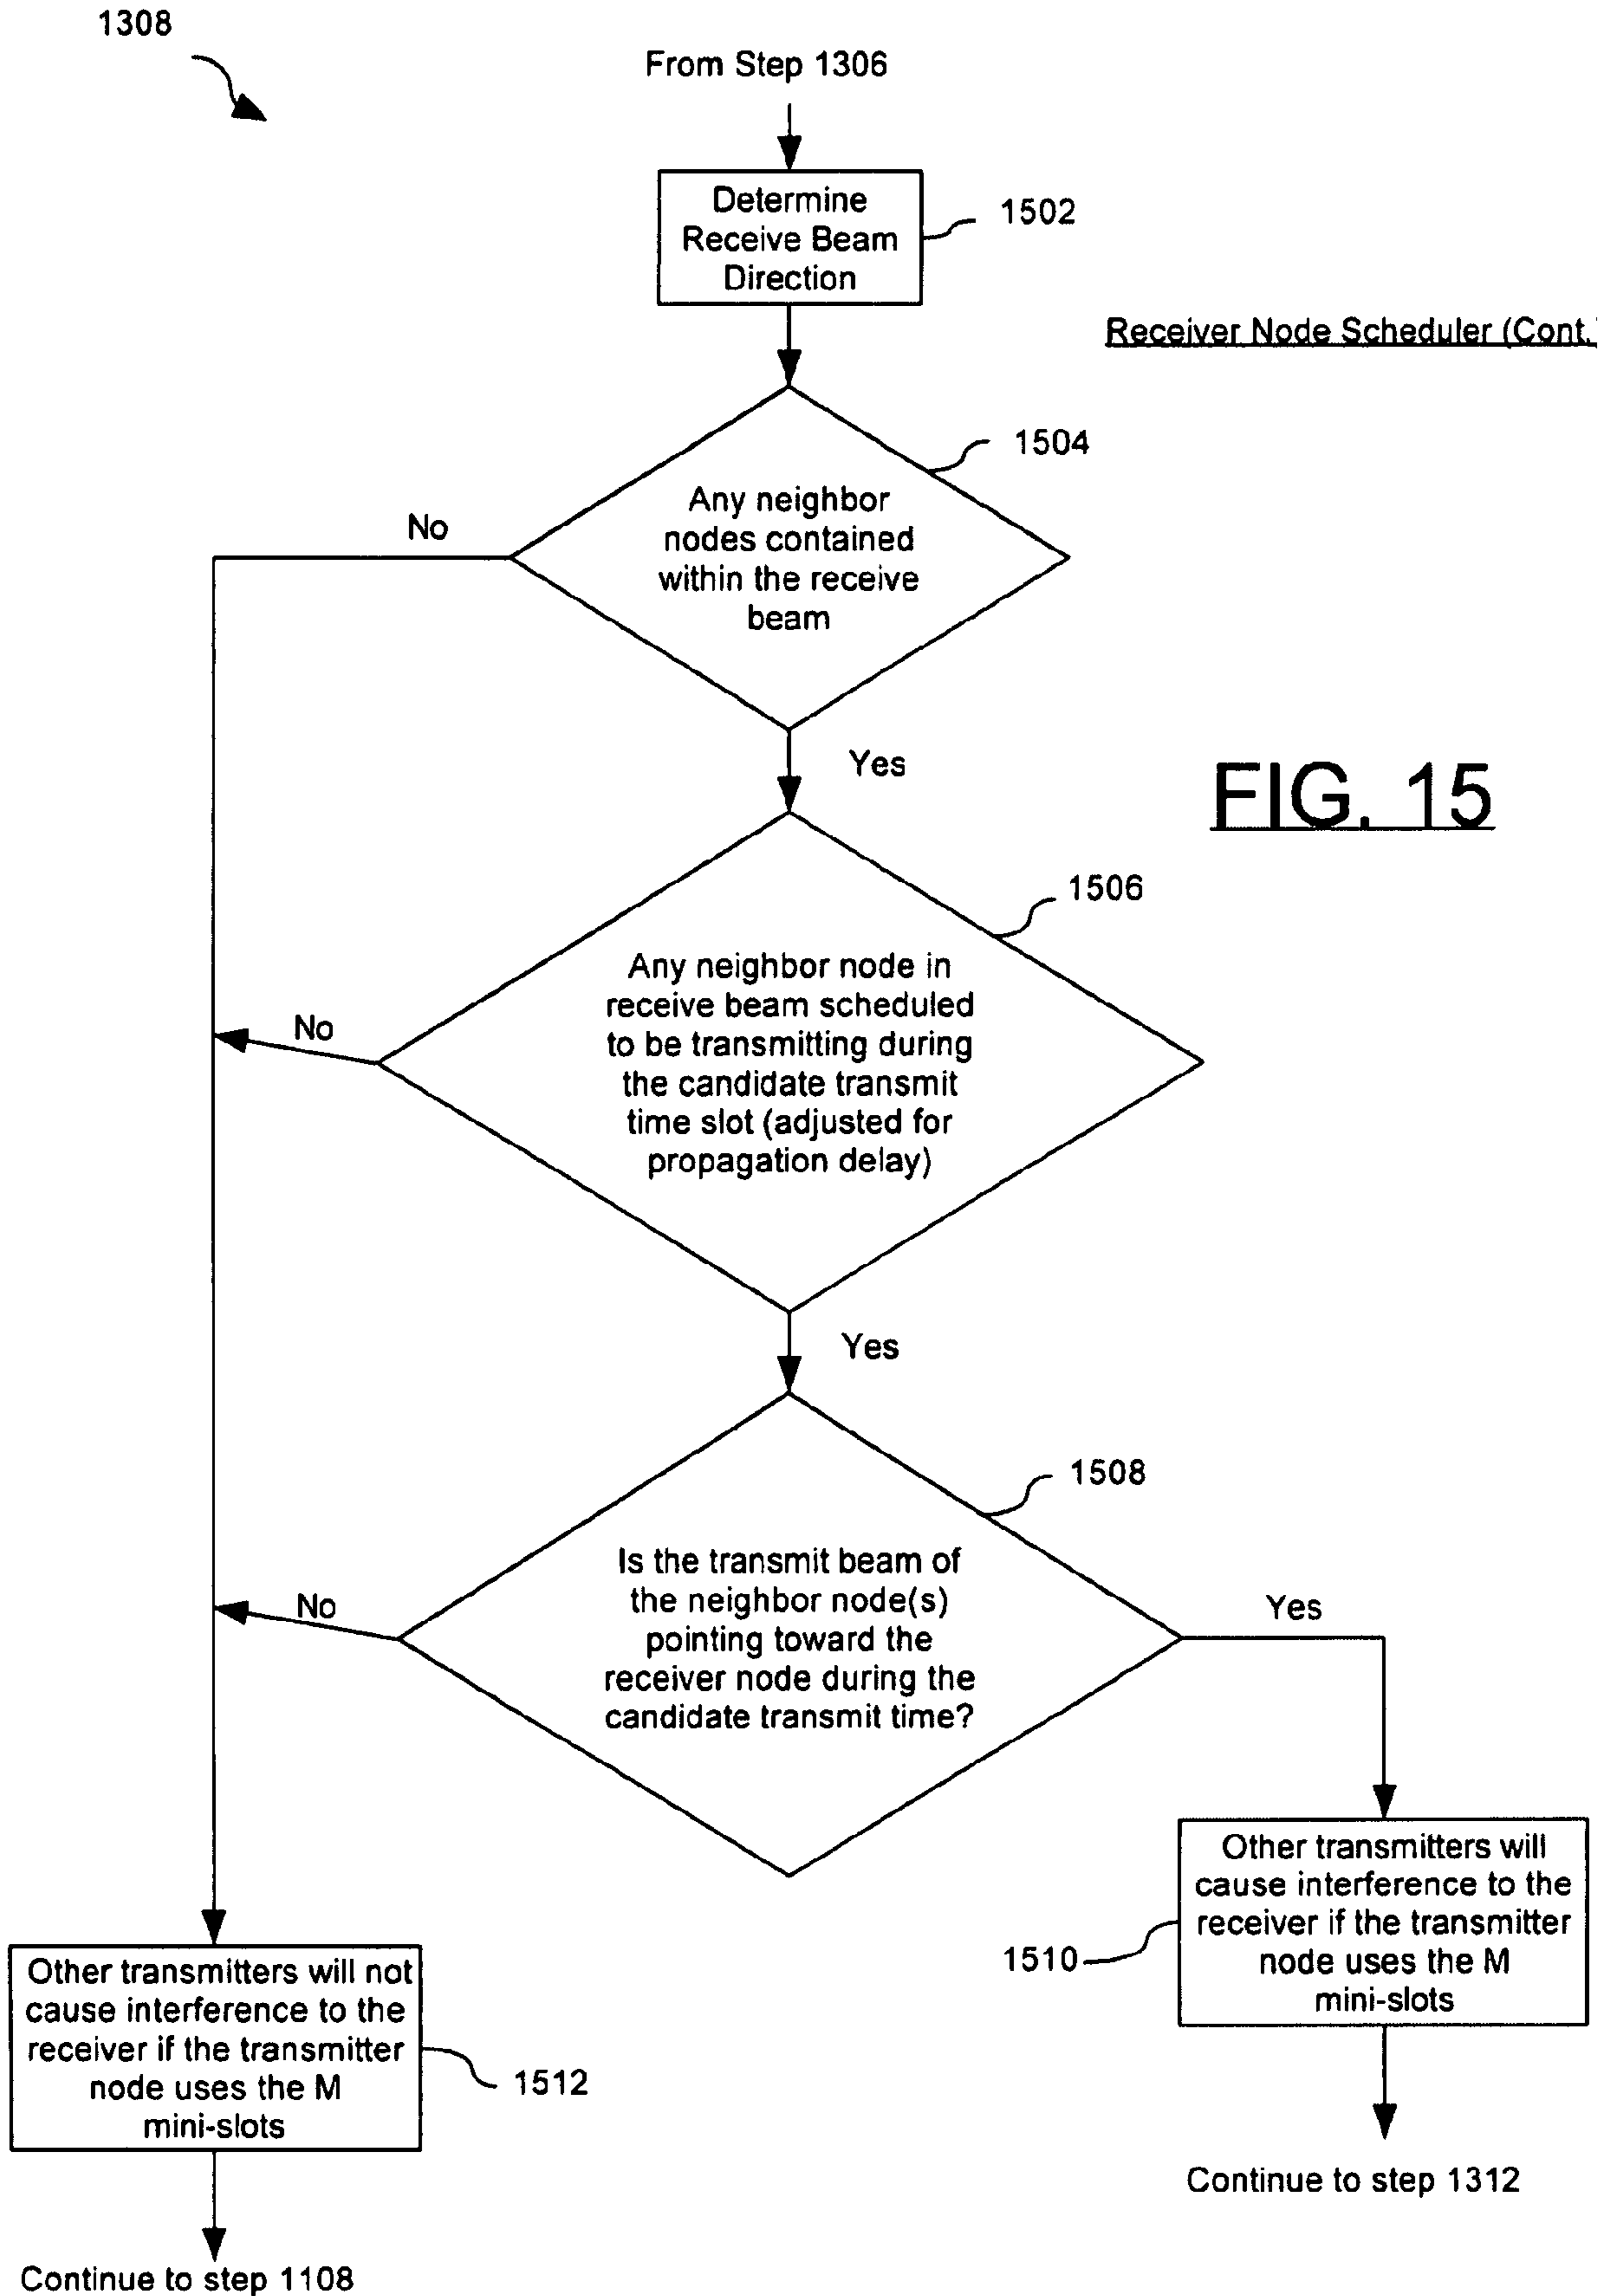 1308
From Step 1306
Determine
Receive Beam
Direction
1502
Receiver Node Scheduler (Cont.
1504
Any neighbor
nodes contained
within the receive
beam
No
Yes
FIG. 15
1506
Any neighbor node in
receive beam scheduled
to be transmitting during
the candidate transmit
time slot (adjusted for
propagation delay)
No
Yes
1508
Is the transmit beam of
the neighbor node(s)
pointing toward the
receiver node during the
candidate transmit time?
No
Yes
Other transmitters will
cause interference to the
receiver if the transmitter
node uses the M
mini-slots
1510
Other transmitters will not
cause interference to the
receiver if the transmitter
node uses the M
mini-slots
1512
Continue to step 1312
Continue to step 1108